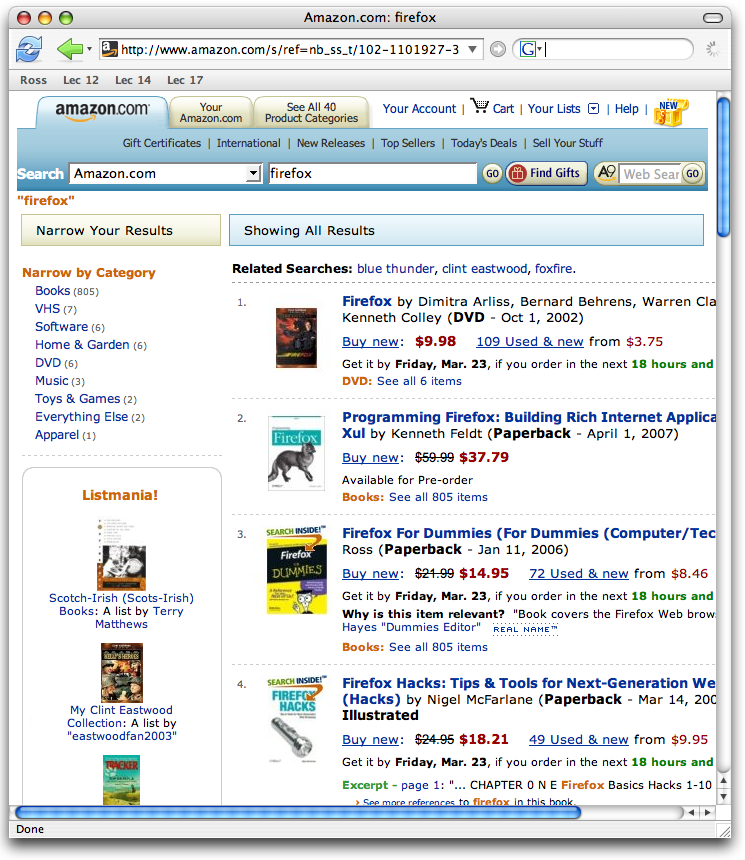 Amazon.com: firefox
http://www.amazon.com/s/ref=nb_ss_t/102-1101927-3
G
Ross Lec 12 Lec 14 Lec 17
amazon.com Your Amazon.com See All 40 Product Categories Your Account | Cart | Your Lists | Help | NEW
Gift Certificates | International | New Releases | Top Sellers | Today's Deals | Sell Your Stuff
Search Amazon.com firefox GO Find Gifts A9 Web Sear GO
"firefox"
Narrow Your Results
Showing All Results
Narrow by Category
Books (805)
VHS (7)
Software (6)
Home & Garden (6)
DVD (6)
Music (3)
Toys & Games (2)
Everything Else (2)
Apparel (1)
Listmania!
Scotch-Irish (Scots-Irish)
Books: A list by Terry
Matthews
My Clint Eastwood
Collection: A list by
"eastwoodfan2003"
TRACKER
Related Searches: blue thunder, clint eastwood, foxfire.
1. Firefox by Dimitra Arliss, Bernard Behrens, Warren Cla
Kenneth Colley (DVD - Oct 1, 2002)
Buy new: $9.98 109 Used & new from $3.75
Get it by Friday, Mar. 23, if you order in the next 18 hours and
DVD: See all 6 items
FIREFOX
2. Programming Firefox: Building Rich Internet Applica
Xul by Kenneth Feldt (Paperback - April 1, 2007)
Buy new: $59.99 $37.79
Available for Pre-order
Books: See all 805 items
Programming
Firefox
3. Firefox For Dummies (For Dummies (Computer/Tec
Ross (Paperback - Jan 11, 2006)
Buy new: $21.99 $14.95 72 Used & new from $8.46
Get it by Friday, Mar. 23, if you order in the next 18 hours and
Why is this item relevant? "Book covers the Firefox Web brow
Hayes "Dummies Editor" REAL NAME™
Books: See all 805 items
SEARCH INSIDE!™
Firefox
DUMMIES
4. Firefox Hacks: Tips & Tools for Next-Generation We
(Hacks) by Nigel McFarlane (Paperback - Mar 14, 200
Illustrated
Buy new: $24.95 $18.21 49 Used & new from $9.95
Get it by Friday, Mar. 23, if you order in the next 18 hours and
Excerpt - page 1: "... CHAPTER 0 N E Firefox Basics Hacks 1-10
See more references to firefox in this book.
SEARCH INSIDE!™
FIREFOX
HACKS
Done